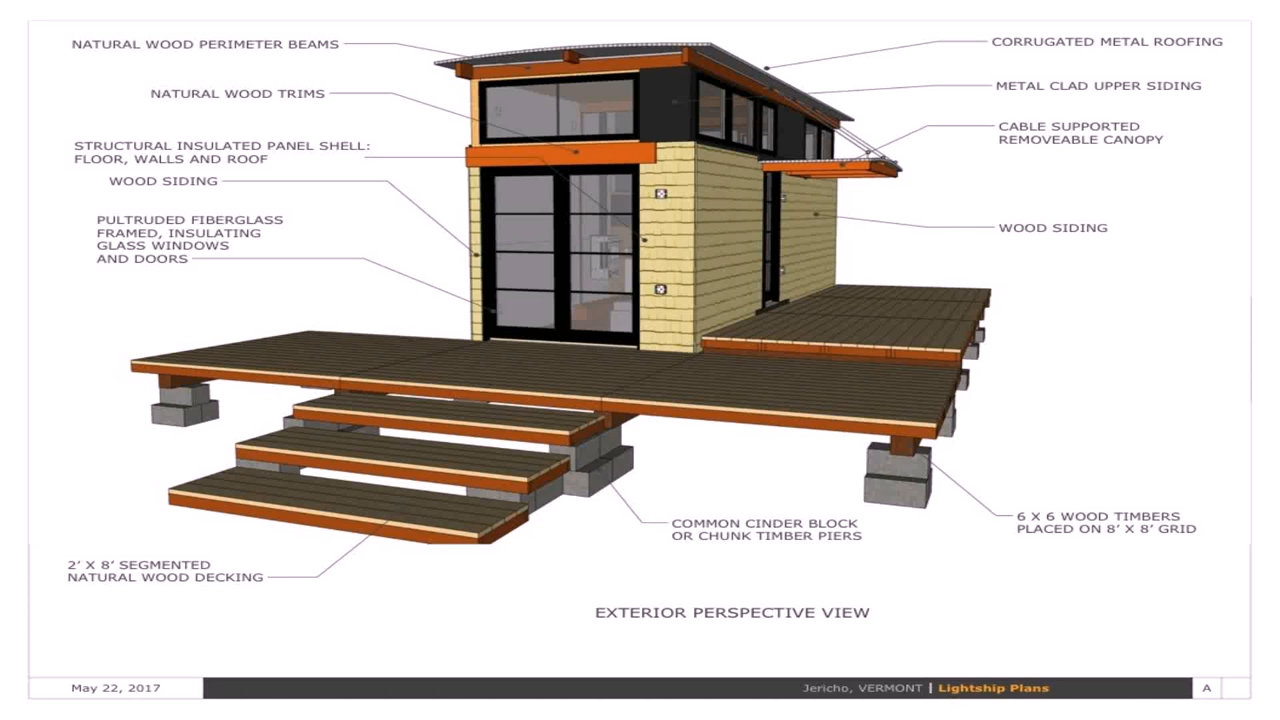 NATURAL WOOD PERIMETER BEAMS
NATURAL WOOD TRIMS
STRUCTURAL INSULATED PANEL SHELL:
FLOOR, WALLS AND ROOF
WOOD SIDING
PULTRUDED FIBERGLASS
FRAMED, INSULATING
GLASS WINDOWS
AND DOORS
CORRUGATED METAL ROOFING
METAL CLAD UPPER SIDING
CABLE SUPPORTED
REMOVEABLE CANOPY
WOOD SIDING
6 X 6 WOOD TIMBERS
PLACED ON 8' X 8' GRID
COMMON CINDER BLOCK
OR CHUNK TIMBER PIERS
2' X 8' SEGMENTED
NATURAL WOOD DECKING
EXTERIOR PERSPECTIVE VIEW
May 22, 2017
Jericho, VERMONT | Lightship Plans
A